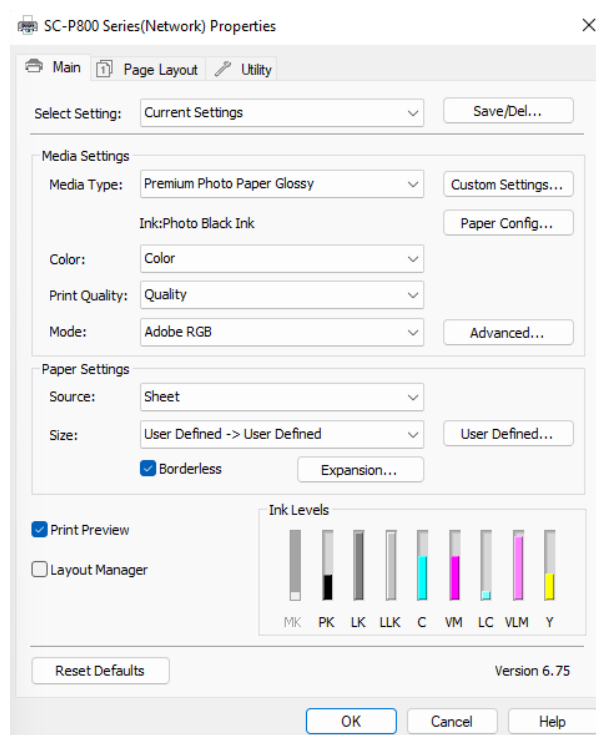 SC-P800 Series(Network) Properties
Main
1 Page Layout
Utility
Select Setting: Current Settings Save/Del...
Media Settings
Media Type: Premium Photo Paper Glossy Custom Settings...
Ink:Photo Black Ink Paper Config...
Color: Color
Print Quality: Quality
Mode: Adobe RGB Advanced...
Paper Settings
Source: Sheet
Size: User Defined -> User Defined User Defined...
Borderless Expansion...
Print Preview
Layout Manager
Ink Levels
MK PK LK LLK C VM LC VLM Y
Reset Defaults Version 6.75
OK Cancel Help